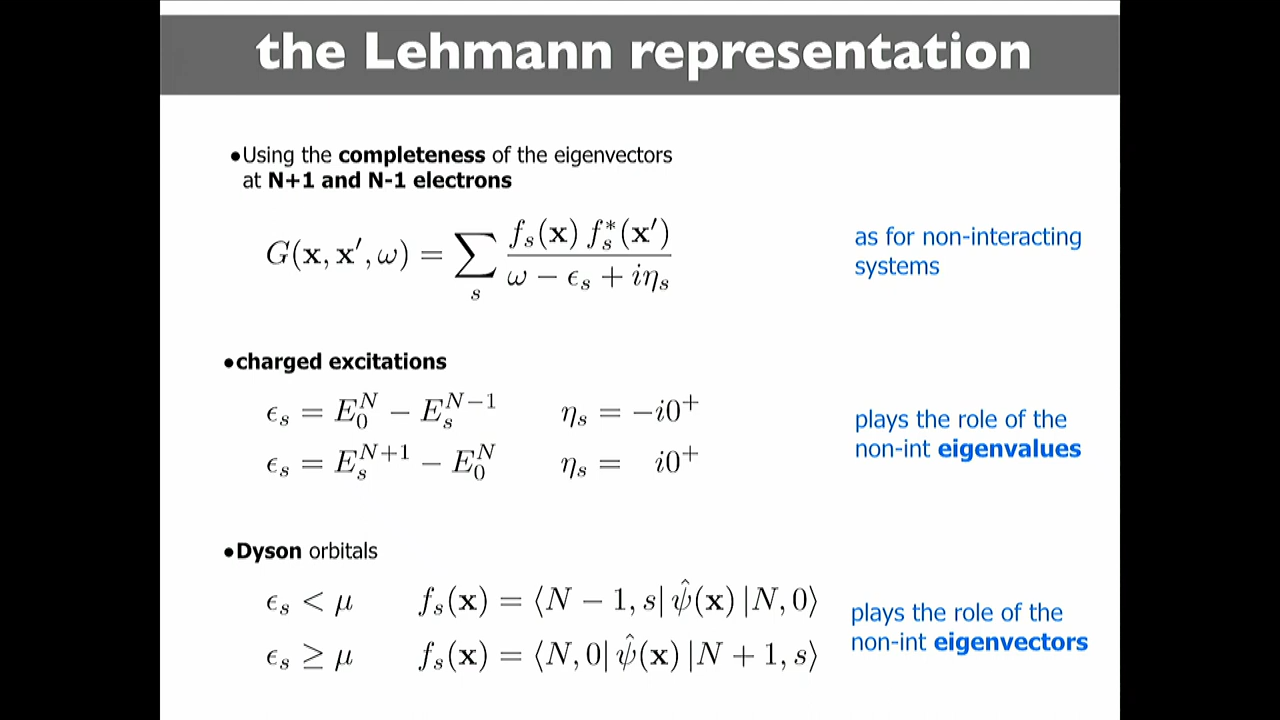 the Lehmann representation
•Using the completeness of the eigenvectors
at N+1 and N-1 electrons
G(x, x′, ω) = ∑_s f_s(x) f_s^*(x′) / (ω − ϵ_s + iη_s)
as for non-interacting
systems
•charged excitations
ϵ_s = E_0^N − E_s^{N−1} η_s = −i0^+
ϵ_s = E_s^{N+1} − E_0^N η_s = i0^+
plays the role of the
non-int eigenvalues
•Dyson orbitals
ϵ_s < μ f_s(x) = ⟨N − 1, s| ψ̂(x) |N, 0⟩
ϵ_s ≥ μ f_s(x) = ⟨N, 0| ψ̂(x) |N + 1, s⟩
plays the role of the
non-int eigenvectors